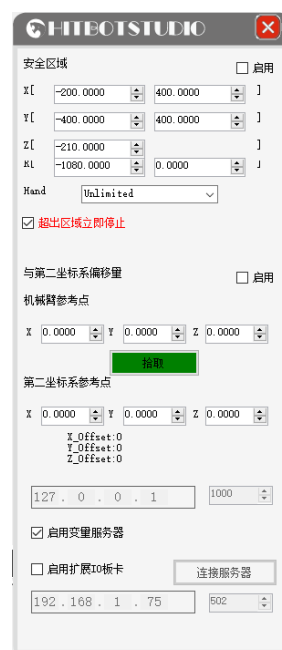 HITBOTSTUDIO
安全区域 启用
X[ -200.0000 400.0000 ]
Y[ -400.0000 400.0000 ]
Z[ -210.0000 ]
R[ -1080.0000 0.0000 ]
Hand Unlimited
超出区域立即停止
与第二坐标系偏移量 启用
机械臂参考点
X 0.0000 Y 0.0000 Z 0.0000
拾取
第二坐标系参考点
X 0.0000 Y 0.0000 Z 0.0000
X_Offset:0
Y_Offset:0
Z_Offset:0
127 . 0 . 0 . 1 1000
启用变量服务器
启用扩展IO板卡 连接服务器
192 . 168 . 1 . 75 502